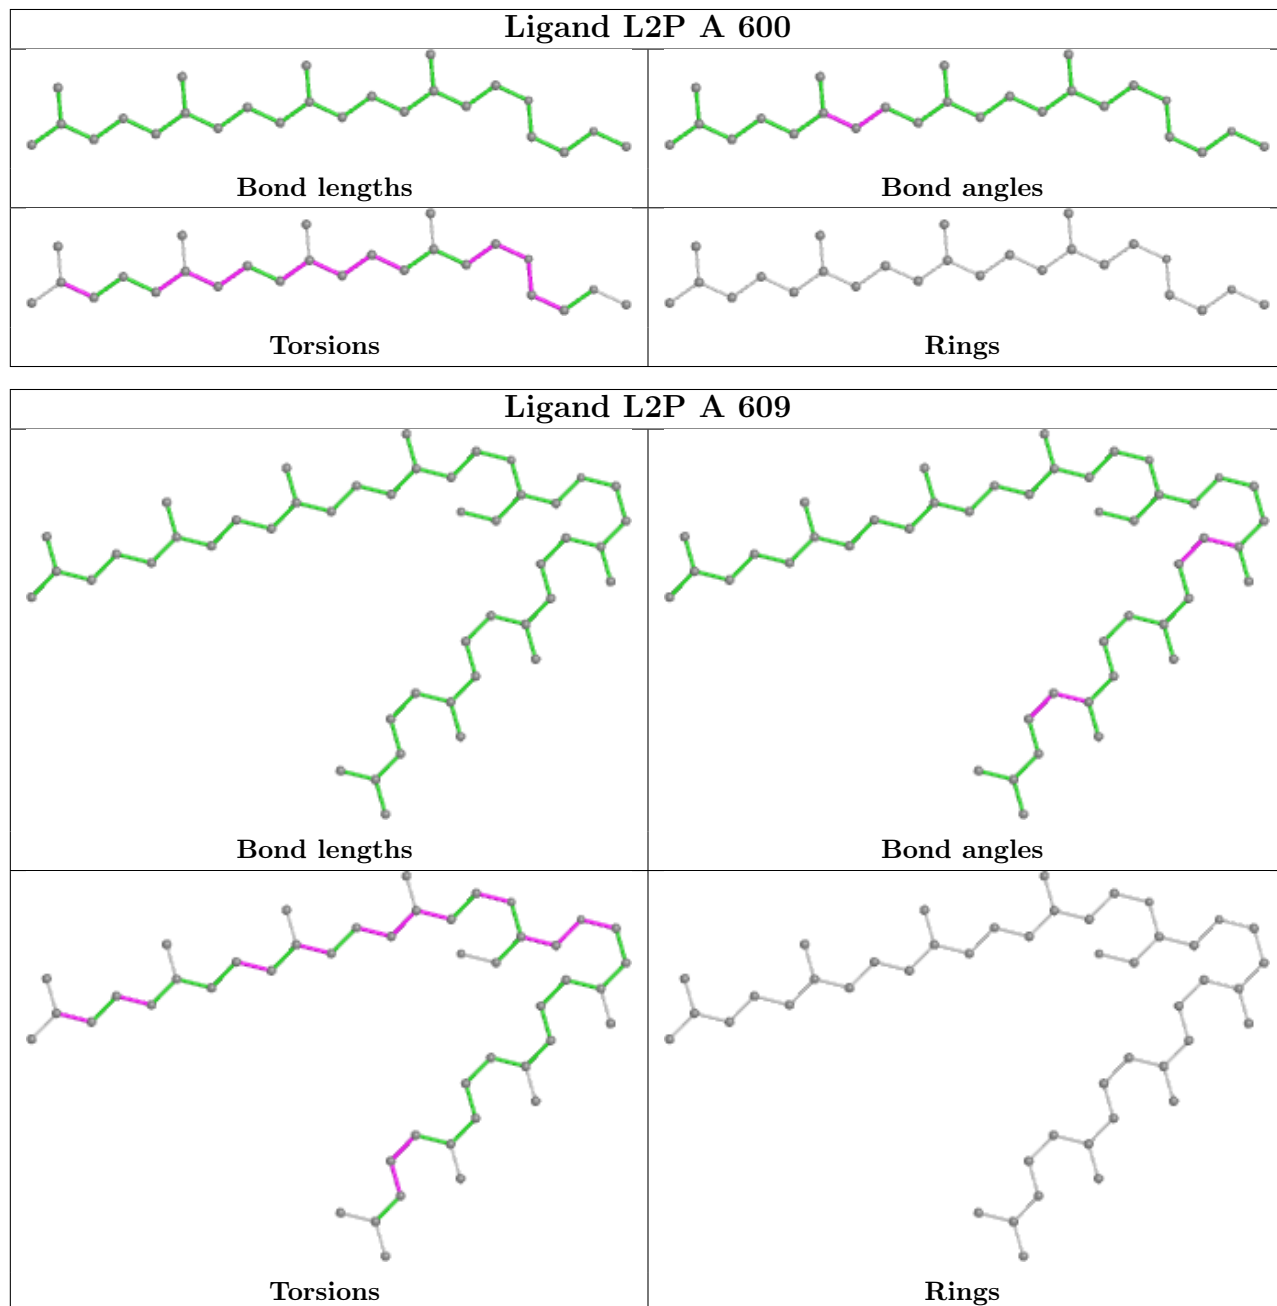 Ligand L2P A 600
Bond lengths
Bond angles
Torsions
Rings
Ligand L2P A 609
Bond lengths
Bond angles
Torsions
Rings